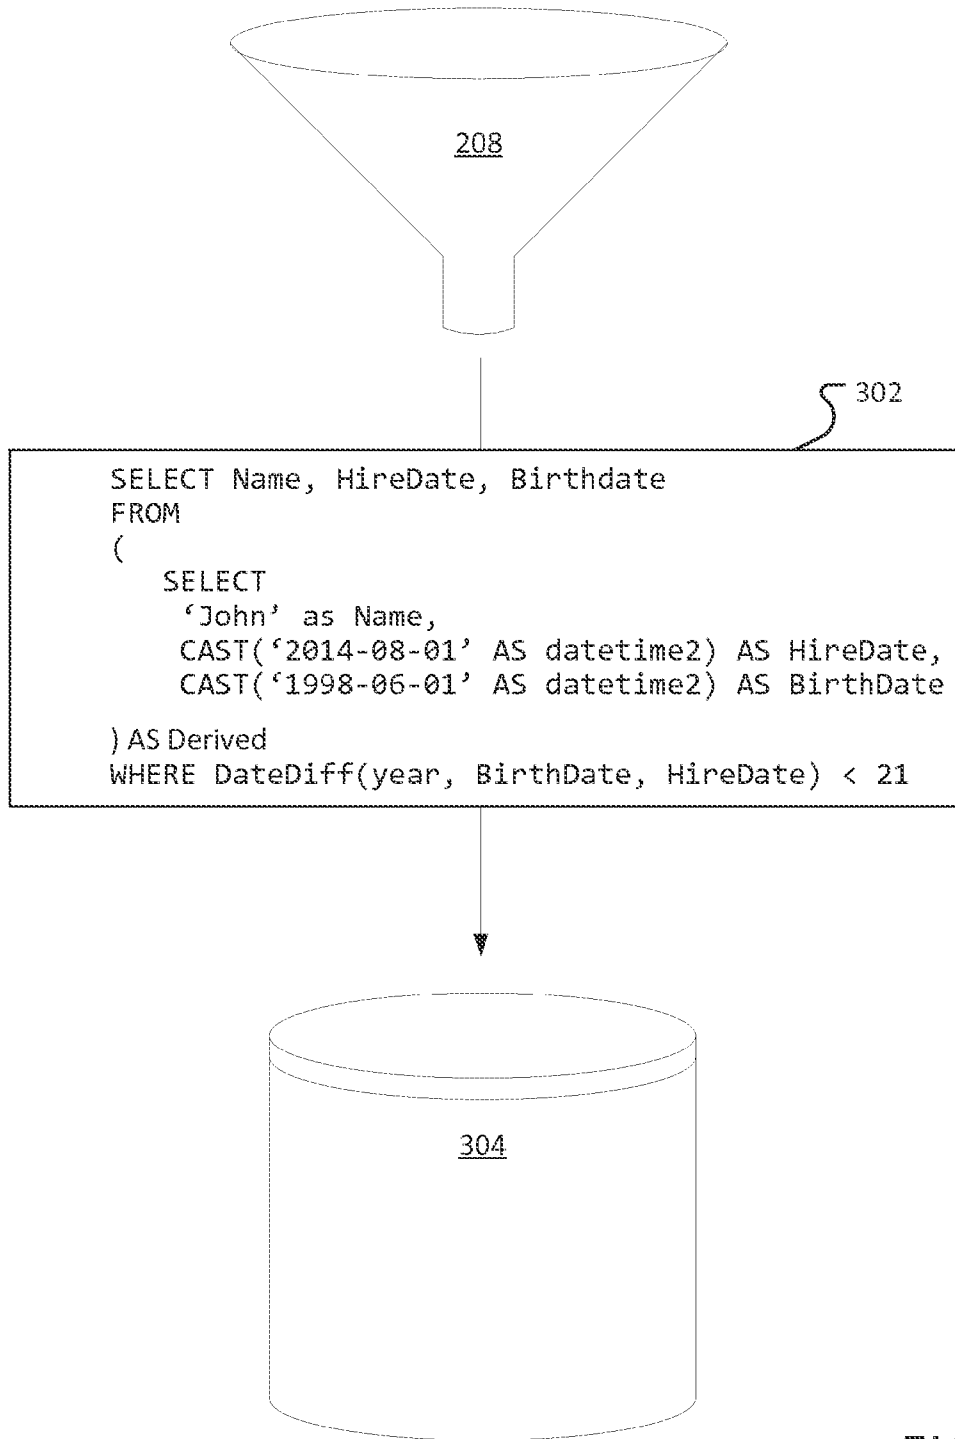 208
302
SELECT Name, HireDate, Birthdate
FROM
(
SELECT
‘John’ as Name,
CAST(‘2014-08-01’ AS datetime2) AS HireDate,
CAST(‘1998-06-01’ AS datetime2) AS BirthDate
) AS Derived
WHERE DateDiff(year, BirthDate, HireDate) < 21
304